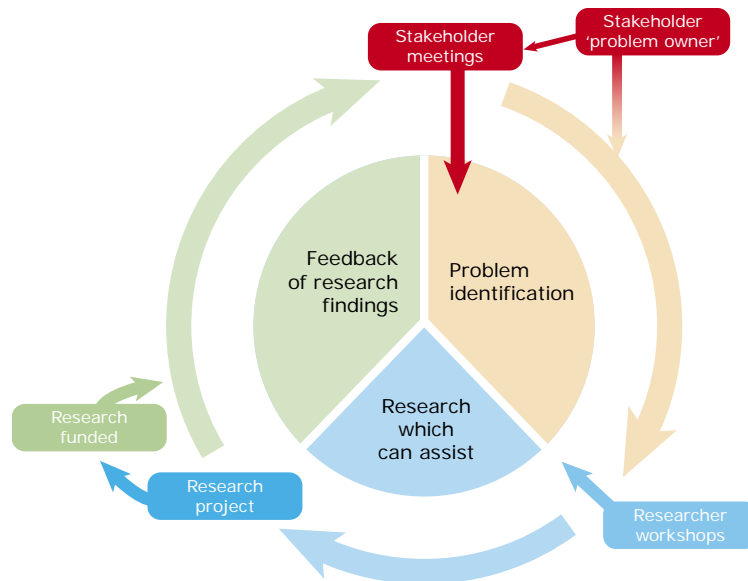 Stakeholder
meetings
Stakeholder
‘problem owner’
Feedback
of research
findings
Problem
identification
Research
which
can assist
Research
funded
Research
project
Researcher
workshops